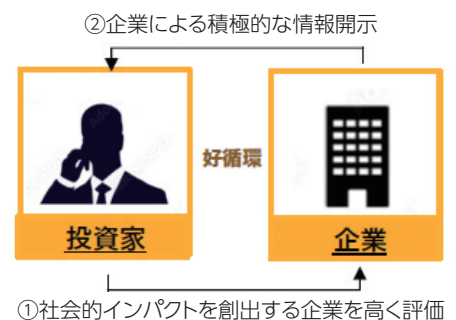 ②企業による積極的な情報開示
好循環
投資家
企業
①社会的インパクトを創出する企業を高く評価